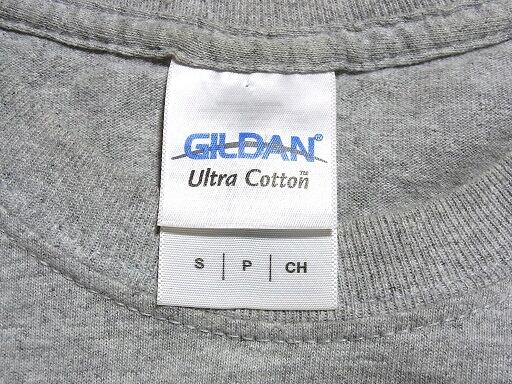 GILDAN®
Ultra Cotton™
S | P | CH